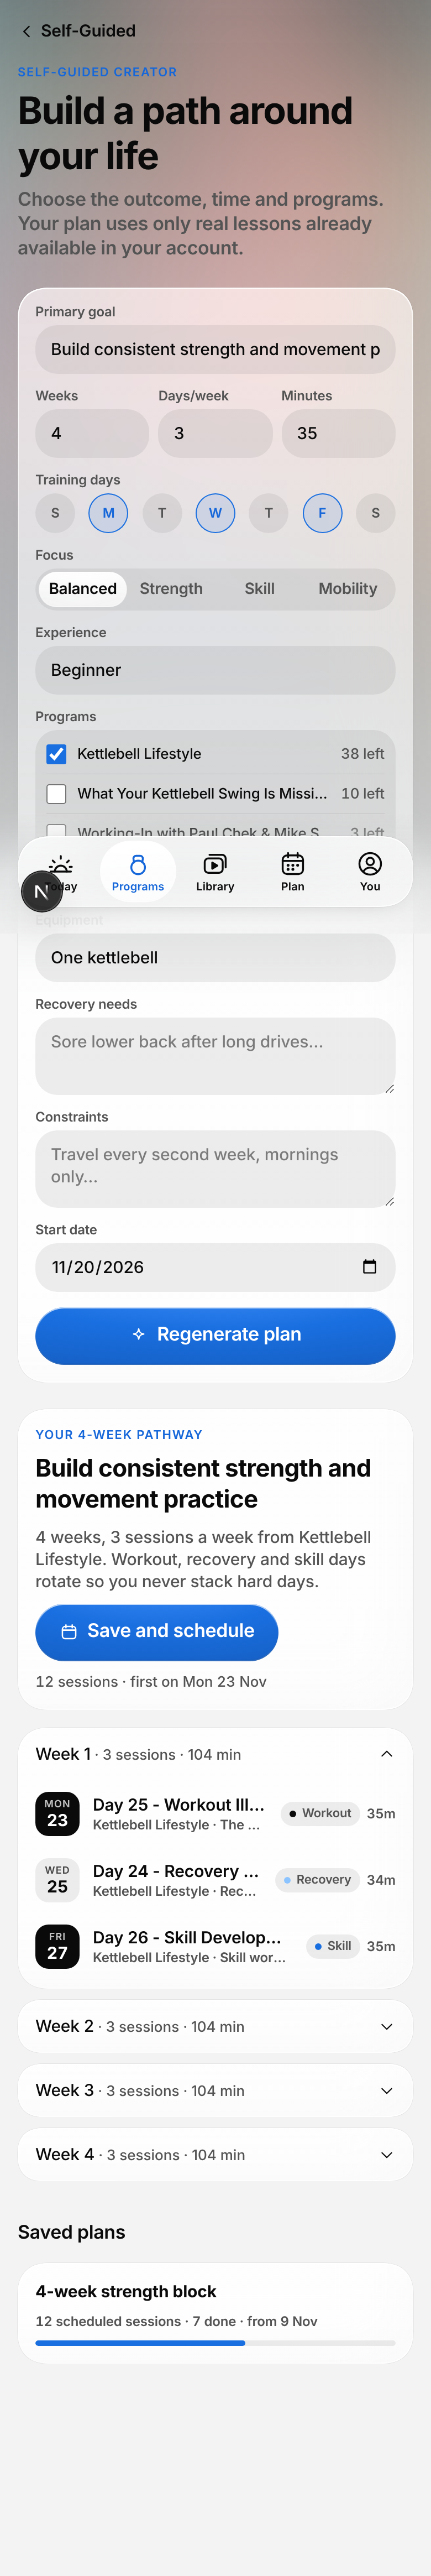 Self-Guided
SELF-GUIDED CREATOR
Build a path around
your life
Choose the outcome, time and programs.
Your plan uses only real lessons already
available in your account.
Primary goal
Build consistent strength and movement p
Weeks
Days/week
Minutes
4
3
35
Training days
S M T W T F S
Focus
Balanced Strength Skill Mobility
Experience
Beginner
Programs
Kettlebell Lifestyle 38 left
What Your Kettlebell Swing Is Missi... 10 left
Working-In with Paul Chek & Mike S 3 left
N
day
Programs
Library
Plan
You
Equipment
One kettlebell
Recovery needs
Sore lower back after long drives...
Constraints
Travel every second week, mornings
only...
Start date
11/20/2026
Regenerate plan
YOUR 4-WEEK PATHWAY
Build consistent strength and
movement practice
4 weeks, 3 sessions a week from Kettlebell
Lifestyle. Workout, recovery and skill days
rotate so you never stack hard days.
Save and schedule
12 sessions · first on Mon 23 Nov
Week 1 · 3 sessions · 104 min
MON
23
Day 25 - Workout Ill...
Kettlebell Lifestyle · The ...
Workout 35m
WED
25
Day 24 - Recovery ...
Kettlebell Lifestyle · Rec...
Recovery 34m
FRI
27
Day 26 - Skill Develop...
Kettlebell Lifestyle · Skill wor...
Skill 35m
Week 2 · 3 sessions · 104 min
Week 3 · 3 sessions · 104 min
Week 4 · 3 sessions · 104 min
Saved plans
4-week strength block
12 scheduled sessions · 7 done · from 9 Nov